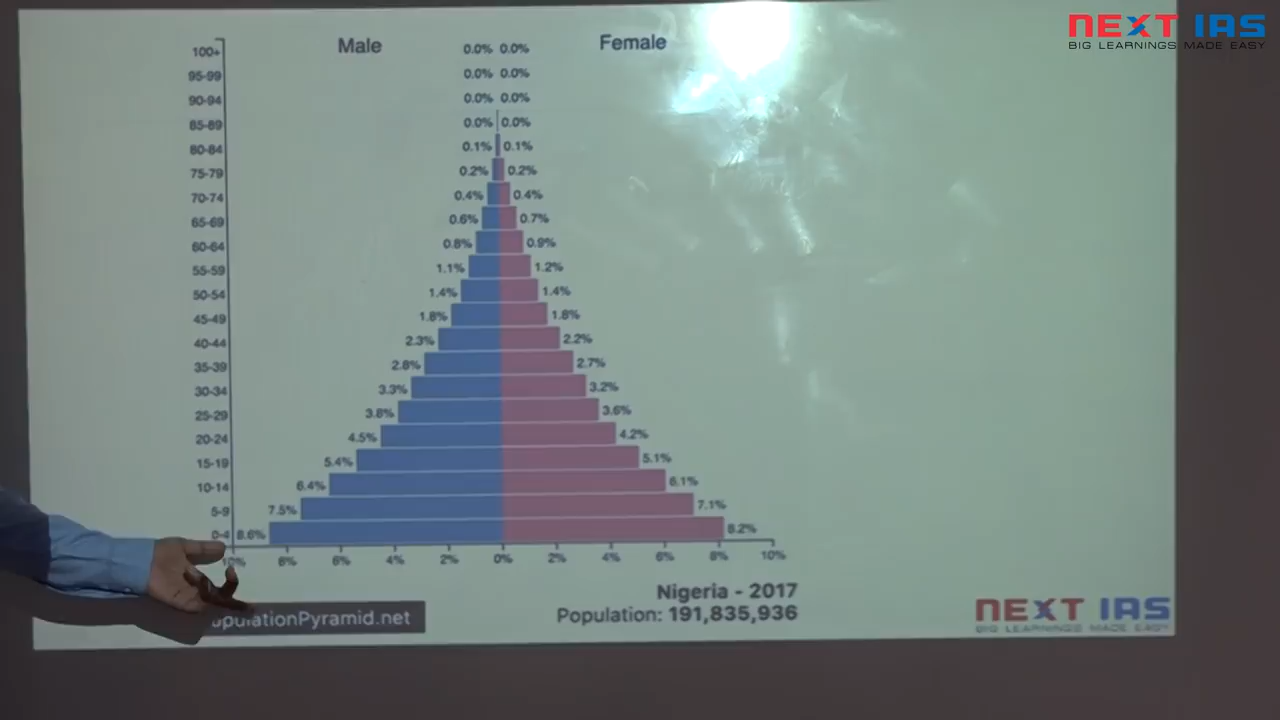 NEXT IAS
BIG LEARNINGS MADE EASY
Male
Female
100+ 0.0% 0.0%
95-99 0.0% 0.0%
90-94 0.0% 0.0%
85-89 0.0% 0.0%
80-84 0.1% 0.1%
75-79 0.2% 0.2%
70-74 0.4% 0.4%
65-69 0.6% 0.7%
60-64 0.8% 0.9%
55-59 1.1% 1.2%
50-54 1.4% 1.4%
45-49 1.8% 1.8%
40-44 2.3% 2.2%
35-39 2.8% 2.7%
30-34 3.3% 3.2%
25-29 3.8% 3.6%
20-24 4.5% 4.2%
15-19 5.4% 5.1%
10-14 6.4% 6.1%
5-9 7.5% 7.1%
0-4 8.6% 8.2%
10% 8% 6% 4% 2% 0% 2% 4% 6% 8% 10%
Nigeria - 2017
Population: 191,835,936
opulationPyramid.net
NEXT IAS
BIG LEARNINGS MADE EASY